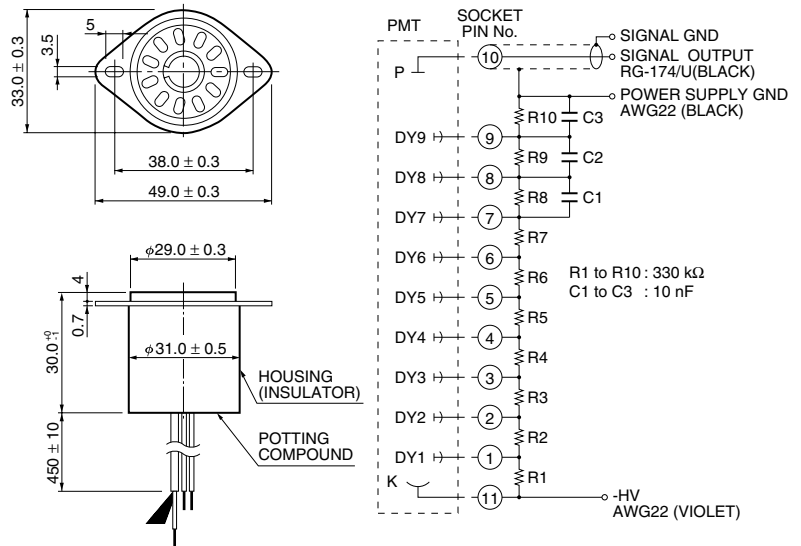 5
3.5
33.0 ± 0.3
38.0 ± 0.3
49.0 ± 0.3
φ29.0 ± 0.3
4
0.7
30.0 +0 -1
φ31.0 ± 0.5
450 ± 10
HOUSING
(INSULATOR)
POTTING
COMPOUND
PMT
SOCKET
PIN No.
SIGNAL GND
P
10
SIGNAL OUTPUT
RG-174/U(BLACK)
POWER SUPPLY GND
AWG22 (BLACK)
R10
C3
DY9
9
R9
C2
DY8
8
R8
C1
DY7
7
R7
DY6
6
R6
R1 to R10 : 330 kΩ
C1 to C3 : 10 nF
DY5
5
R5
DY4
4
R4
DY3
3
R3
DY2
2
R2
DY1
1
R1
K
11
-HV
AWG22 (VIOLET)